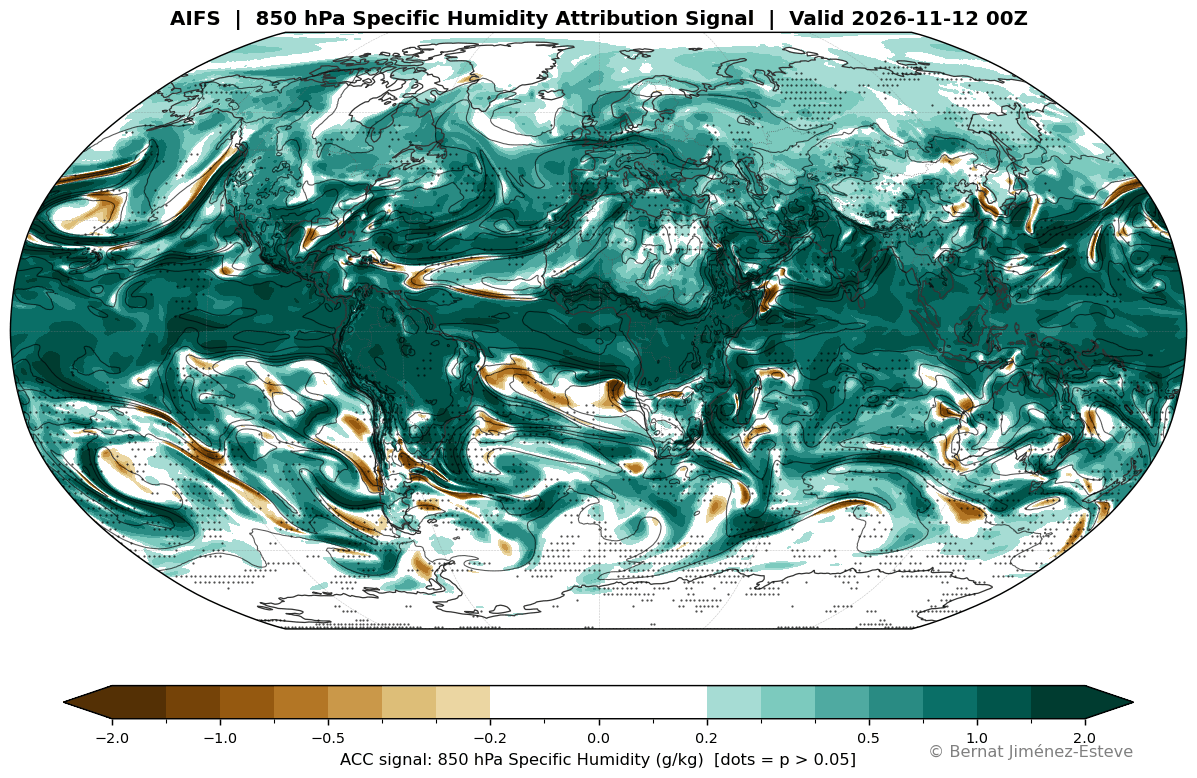 AIFS | 850 hPa Specific Humidity Attribution Signal | Valid 2026-11-12 00Z
−2.0 −1.0 −0.5 −0.2 0.0 0.2 0.5 1.0 2.0
ACC signal: 850 hPa Specific Humidity (g/kg) [dots = p > 0.05]
© Bernat Jiménez-Esteve